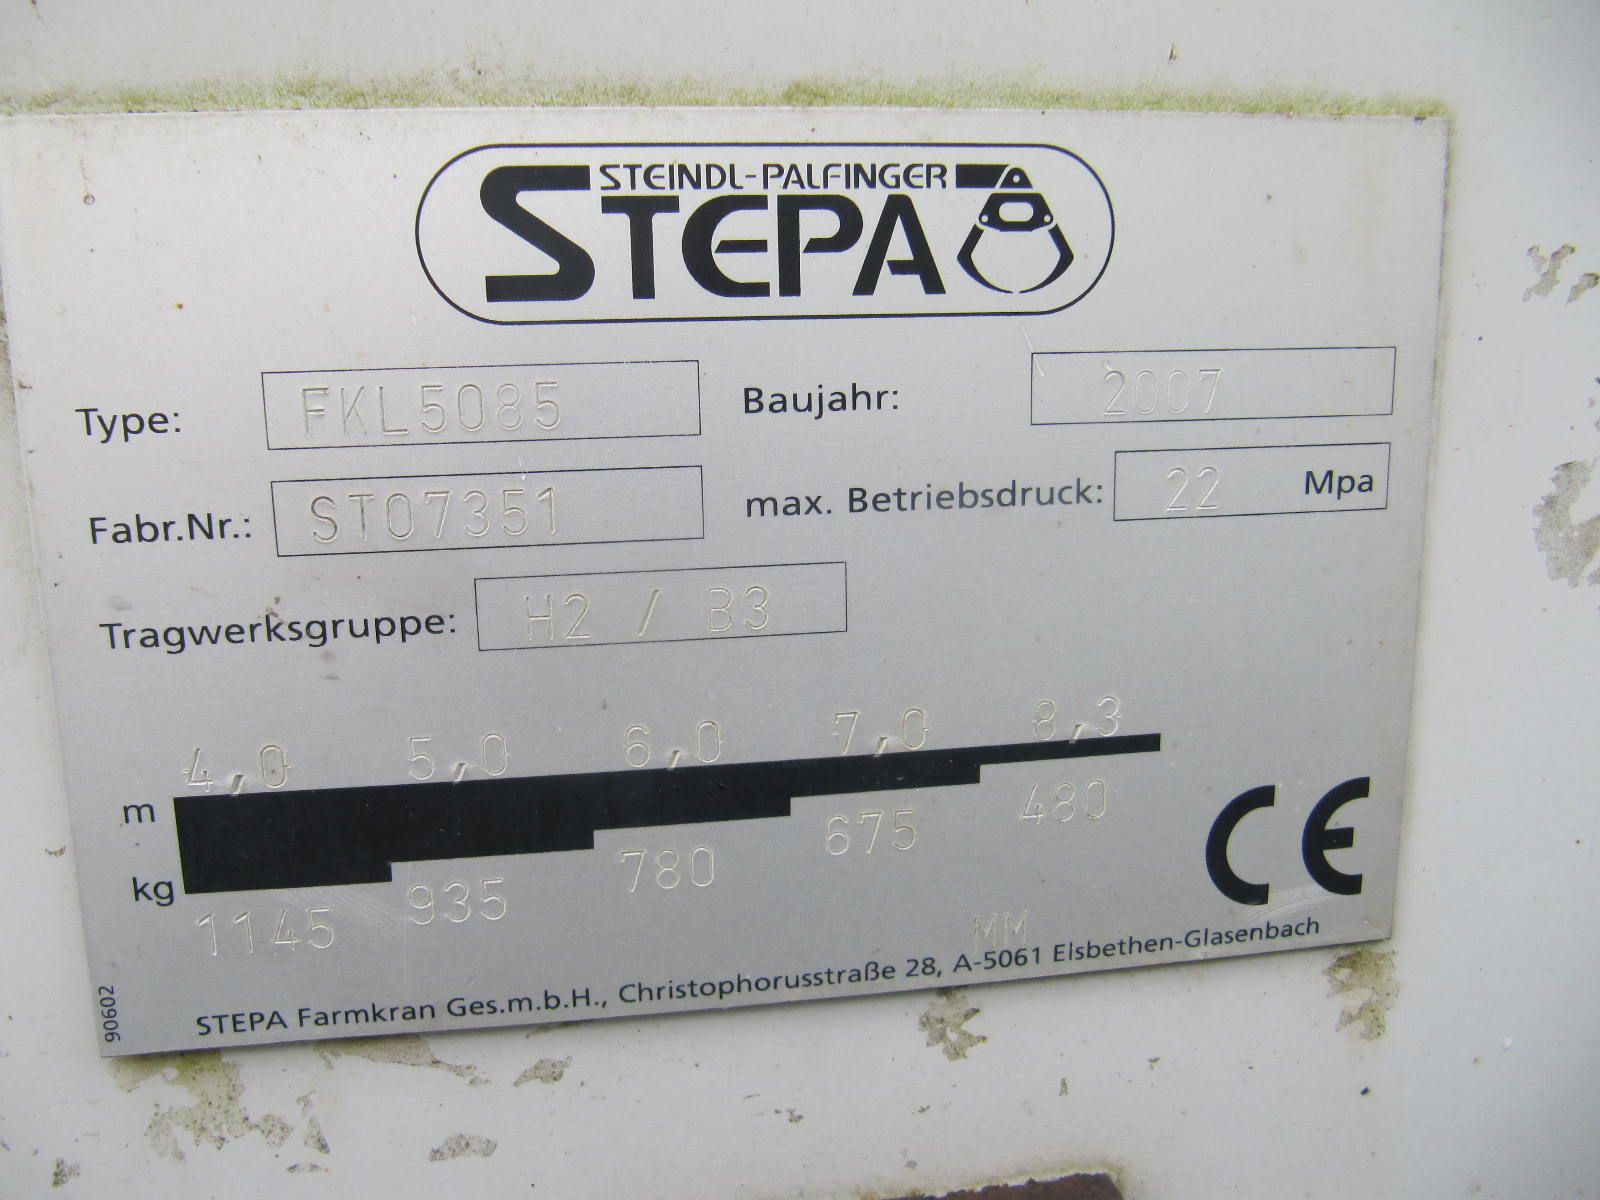 STEINDL-PALFINGER
STEPA
Type: FKL5085
Baujahr: 2007
Fabr.Nr.: ST07351
max. Betriebsdruck: 22 Mpa
Tragwerksgruppe: H2 / B3
m 4,0 5,0 6,0 7,0 8,3
kg 1145 935 780 675 480
CE
MM
STEPA Farmkran Ges.m.b.H., Christophorusstraße 28, A-5061 Elsbethen-Glasenbach
90602